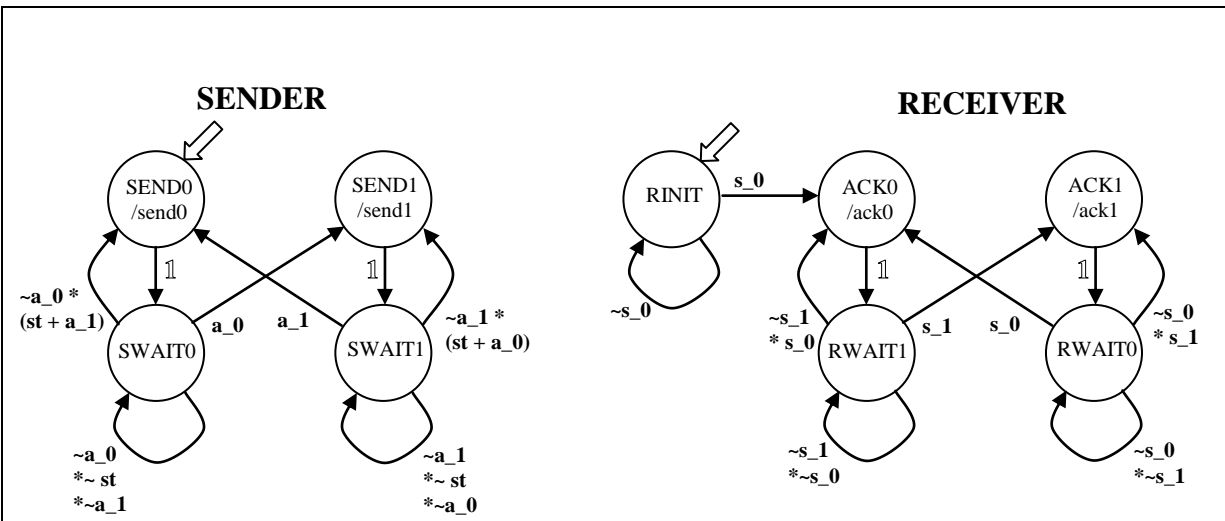 SENDER
SEND0
/send0
SEND1
/send1
𝟙
𝟙
~a_0 *
(st + a_1)
a_0
a_1
~a_1 *
(st + a_0)
SWAIT0
SWAIT1
~a_0
*~ st
*~a_1
~a_1
*~ st
*~a_0
RECEIVER
RINIT
s_0
ACK0
/ack0
ACK1
/ack1
~s_0
𝟙
𝟙
~s_1
* s_0
s_1
s_0
~s_0
* s_1
RWAIT1
RWAIT0
~s_1
*~s_0
~s_0
*~s_1